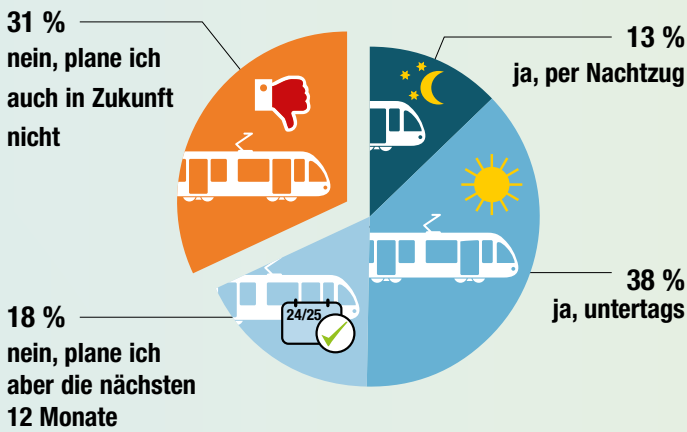 31 %
nein, plane ich
auch in Zukunft
nicht
13 %
ja, per Nachtzug
38 %
ja, untertags
18 %
nein, plane ich
aber die nächsten
12 Monate
24/25